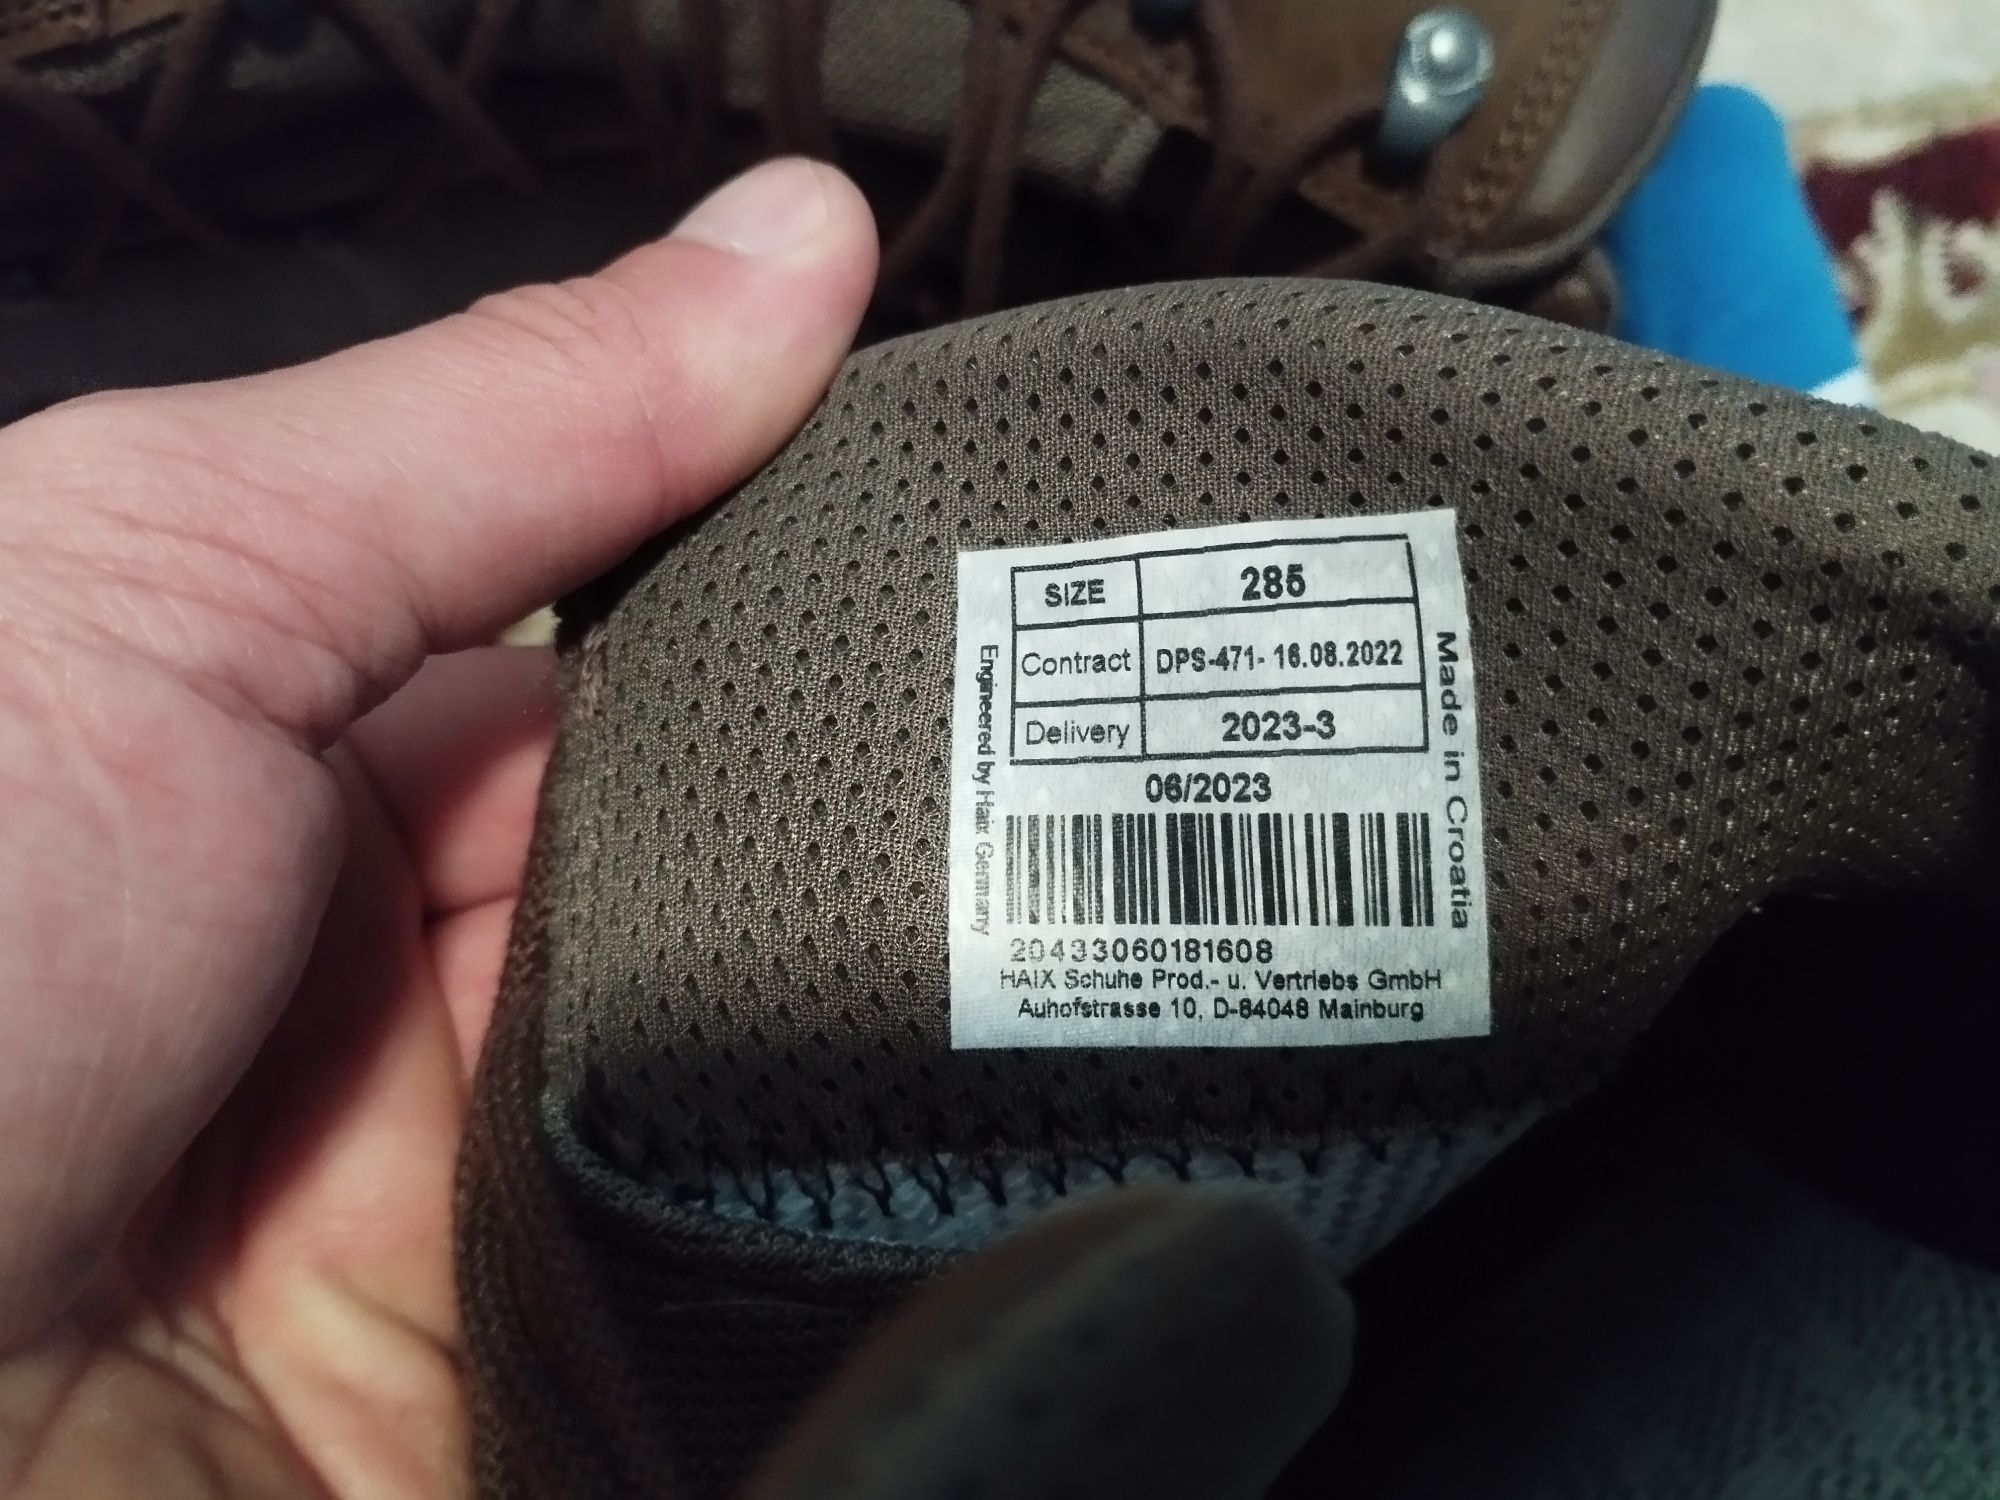 SIZE 285
Contract DPS-471- 16.08.2022
Delivery 2023-3
06/2023
20433060181608
HAIX Schuhe Prod.- u. Vertriebs GmbH
Auhofstrasse 10, D-84048 Mainburg
Engineered by Haix Germany
Made in Croatia